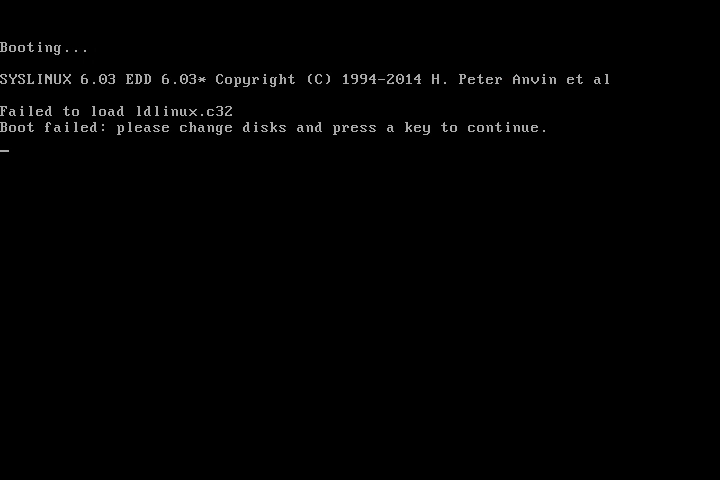 Booting...
SYSLINUX 6.03 EDD 6.03* Copyright (C) 1994-2014 H. Peter Anvin et al
Failed to load ldlinux.c32
Boot failed: please change disks and press a key to continue.